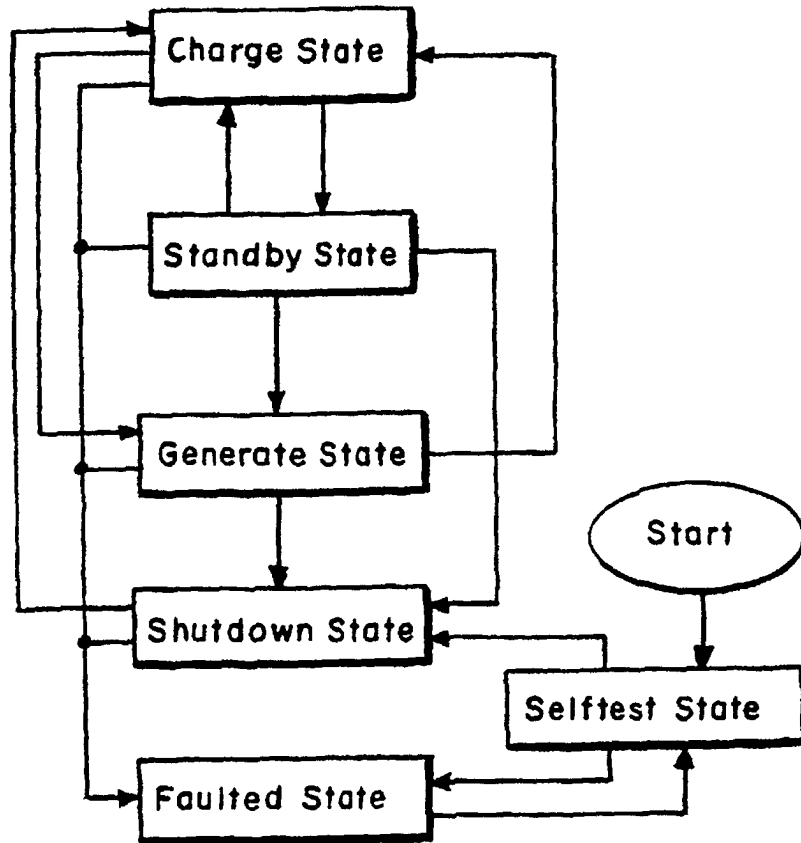 Charge State
Standby State
Generate State
Start
Shutdown State
Selftest State
Faulted State